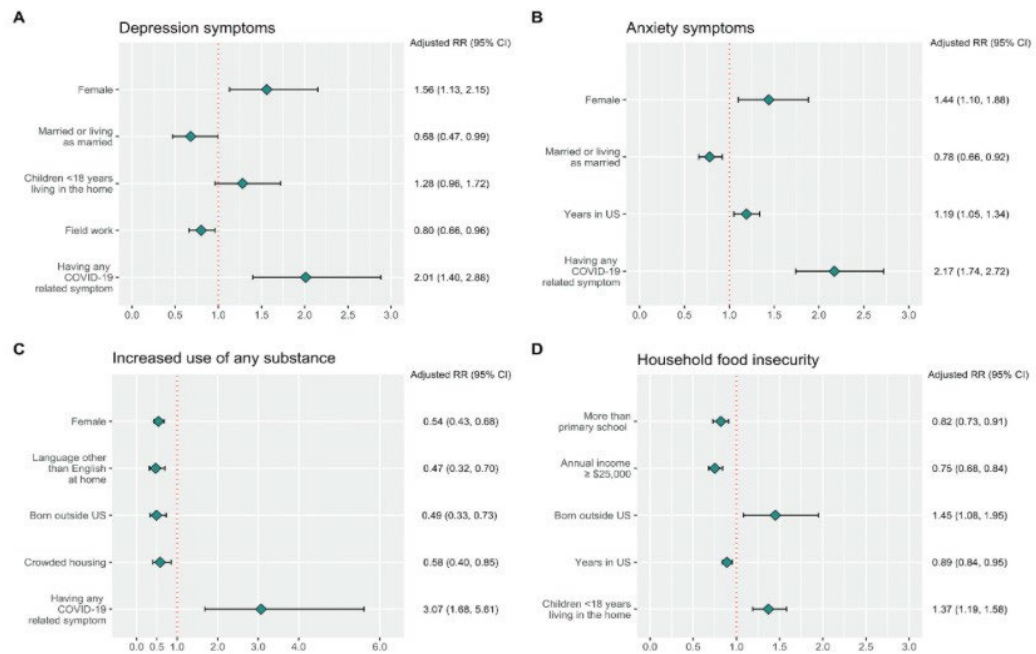 A
Depression symptoms
Adjusted RR (95% CI)
Female
1.56 (1.13, 2.15)
Married or living
as married
0.68 (0.47, 0.99)
Children <18 years
living in the home
1.28 (0.96, 1.72)
Field work
0.80 (0.66, 0.96)
Having any
COVID-19
related symptom
2.01 (1.40, 2.88)
0.0 0.5 1.0 1.5 2.0 2.5 3.0
B
Anxiety symptoms
Adjusted RR (95% CI)
Female
1.44 (1.10, 1.88)
Married or living
as married
0.78 (0.66, 0.92)
Years in US
1.19 (1.05, 1.34)
Having any
COVID-19
related symptom
2.17 (1.74, 2.72)
0.0 0.5 1.0 1.5 2.0 2.5 3.0
C
Increased use of any substance
Adjusted RR (95% CI)
Female
0.54 (0.43, 0.68)
Language other
than English
at home
0.47 (0.32, 0.70)
Born outside US
0.49 (0.33, 0.73)
Crowded housing
0.58 (0.40, 0.85)
Having any
COVID-19
related symptom
3.07 (1.68, 5.61)
0.0 0.5 1.0 2.0 3.0 4.0 6.0
D
Household food insecurity
Adjusted RR (95% CI)
More than
primary school
0.82 (0.73, 0.91)
Annual income
≥ $25,000
0.75 (0.68, 0.84)
Born outside US
1.45 (1.08, 1.95)
Years in US
0.89 (0.84, 0.95)
Children <18 years
living in the home
1.37 (1.19, 1.58)
0.0 0.5 1.0 1.5 2.0 2.5 3.0